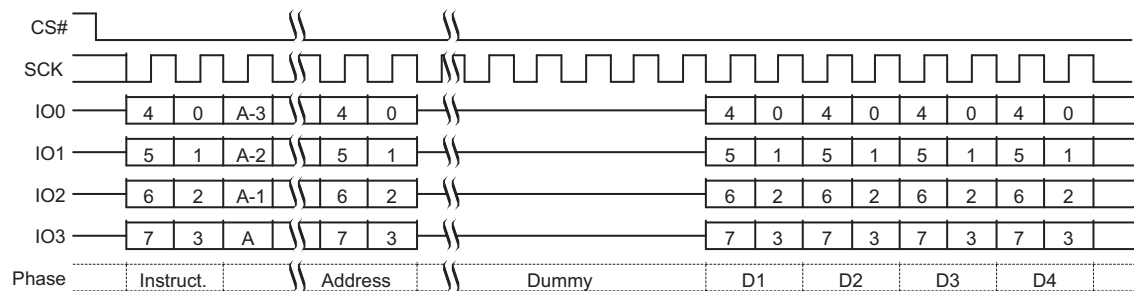 CS#
SCK
IO0 4 0 A-3 4 0 4 0 4 0 4 0 4 0
IO1 5 1 A-2 5 1 5 1 5 1 5 1 5 1
IO2 6 2 A-1 6 2 6 2 6 2 6 2 6 2
IO3 7 3 A 7 3 7 3 7 3 7 3 7 3
Phase Instruct. Address Dummy D1 D2 D3 D4